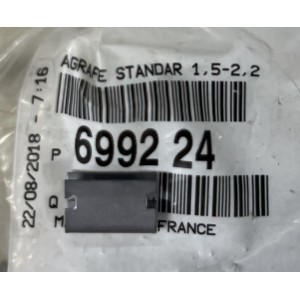 AGRAFE STANDAR 1,5-2,2
P 6992 24
Q
M FRANCE
22/08/2018 - 7:16